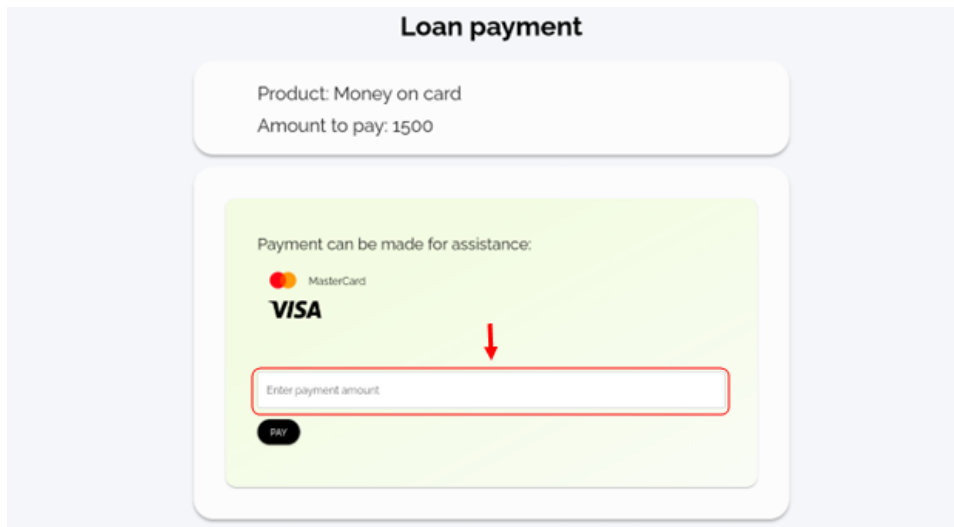 Loan payment
Product: Money on card
Amount to pay: 1500
Payment can be made for assistance:
MasterCard
VISA
Enter payment amount
PAY